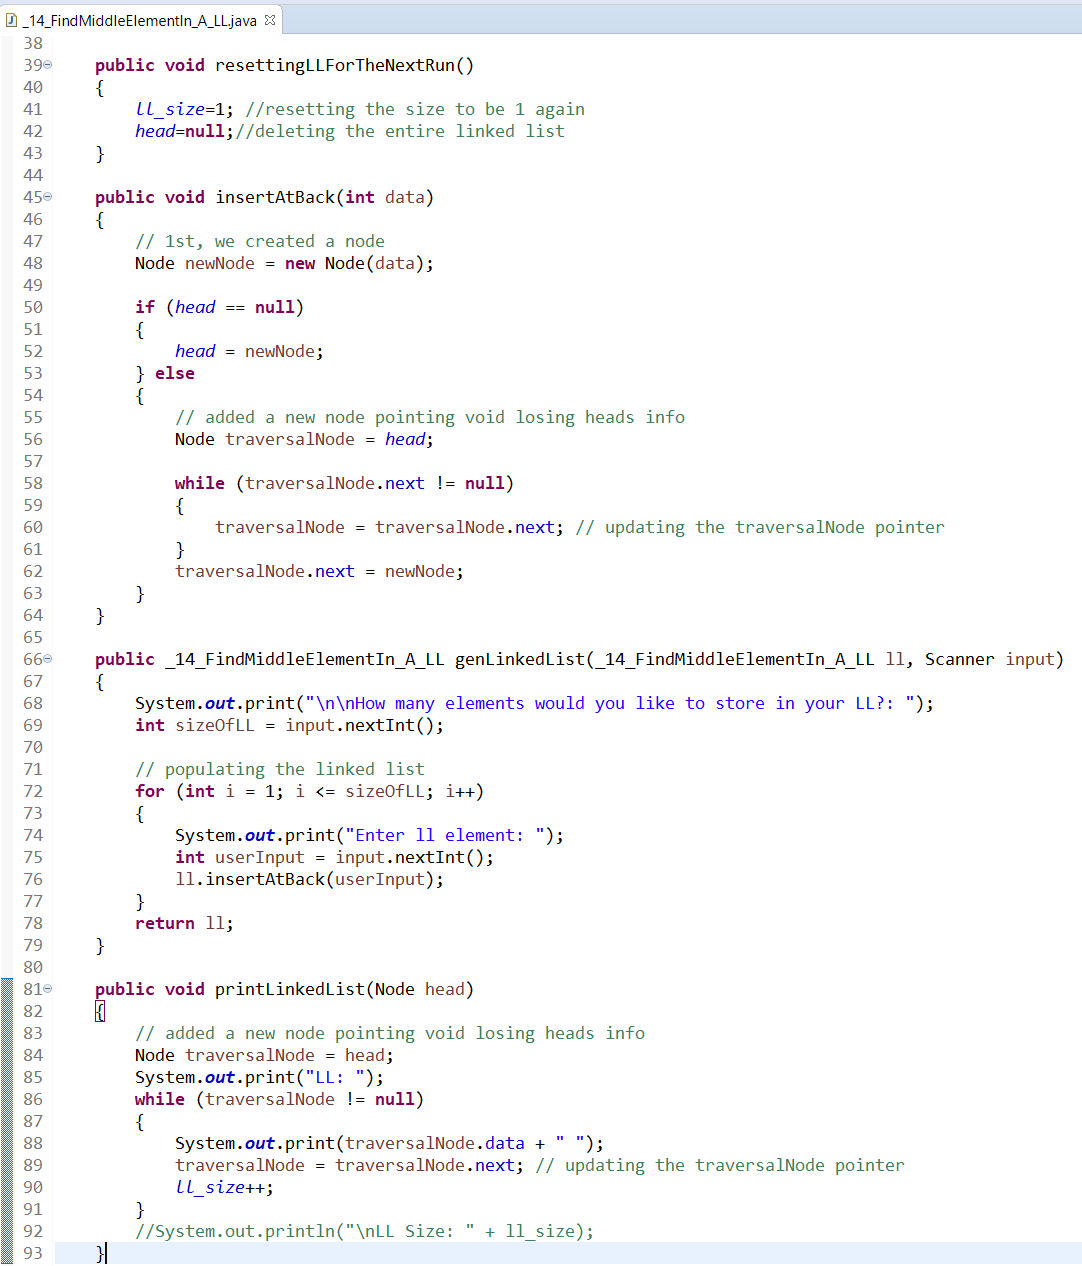 _14_FindMiddleElementIn_A_LL.java
38
39 public void resettingLLForTheNextRun()
40 {
41 ll_size=1; //resetting the size to be 1 again
42 head=null;//deleting the entire linked list
43 }
44
45 public void insertAtBack(int data)
46 {
47 // 1st, we created a node
48 Node newNode = new Node(data);
49
50 if (head == null)
51 {
52 head = newNode;
53 } else
54 {
55 // added a new node pointing void losing heads info
56 Node traversalNode = head;
57
58 while (traversalNode.next != null)
59 {
60 traversalNode = traversalNode.next; // updating the traversalNode pointer
61 }
62 traversalNode.next = newNode;
63 }
64 }
65
66 public _14_FindMiddleElementIn_A_LL genLinkedList(_14_FindMiddleElementIn_A_LL ll, Scanner input)
67 {
68 System.out.print("\n\nHow many elements would you like to store in your LL?: ");
69 int sizeOfLL = input.nextInt();
70
71 // populating the linked list
72 for (int i = 1; i <= sizeOfLL; i++)
73 {
74 System.out.print("Enter ll element: ");
75 int userInput = input.nextInt();
76 ll.insertAtBack(userInput);
77 }
78 return ll;
79 }
80
81 public void printLinkedList(Node head)
82 {
83 // added a new node pointing void losing heads info
84 Node traversalNode = head;
85 System.out.print("LL: ");
86 while (traversalNode != null)
87 {
88 System.out.print(traversalNode.data + " ");
89 traversalNode = traversalNode.next; // updating the traversalNode pointer
90 ll_size++;
91 }
92 //System.out.println("\nLL Size: " + ll_size);
93 }